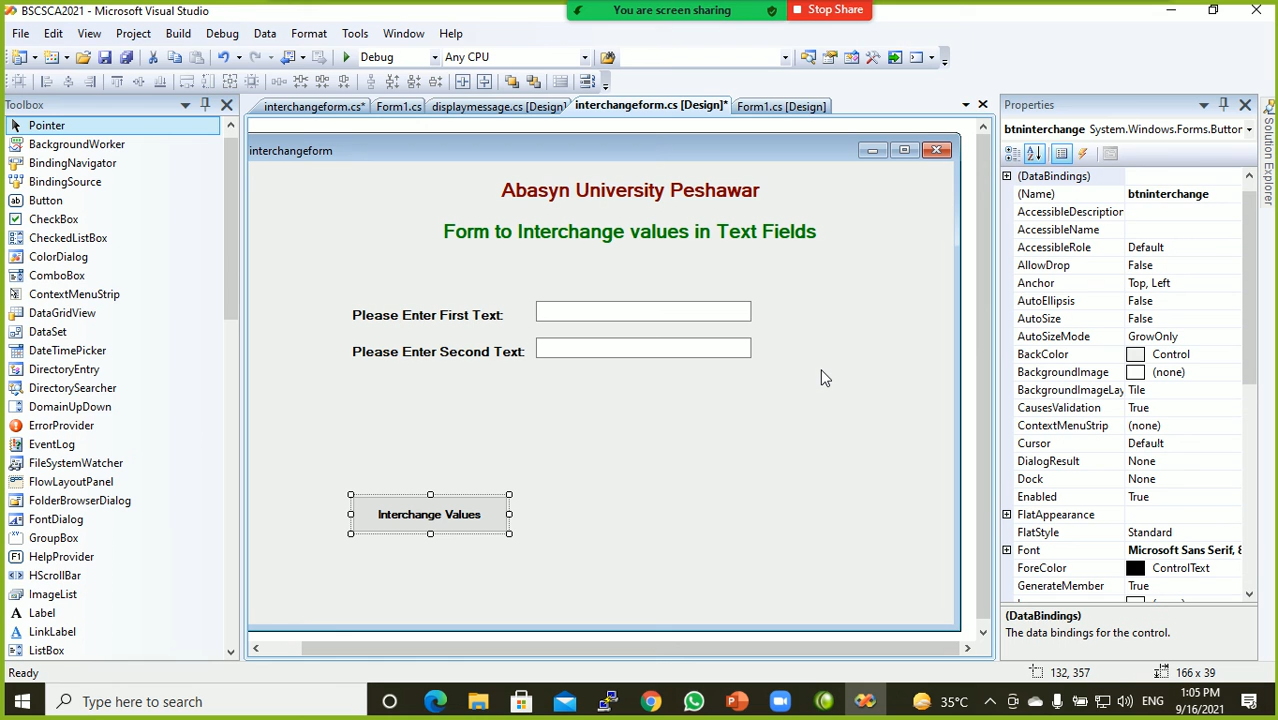 BSCSCA2021 - Microsoft Visual Studio
You are screen sharing
Stop Share
File Edit View Project Build Debug Data Format Tools Window Help
Debug Any CPU
Toolbox
interchangeform.cs* Form1.cs displaymessage.cs [Design] interchangeform.cs [Design]* Form1.cs [Design]
Pointer
BackgroundWorker
BindingNavigator
BindingSource
ab Button
CheckBox
CheckedListBox
ColorDialog
ComboBox
ContextMenuStrip
DataGridView
DataSet
DateTimePicker
DirectoryEntry
DirectorySearcher
DomainUpDown
ErrorProvider
EventLog
FileSystemWatcher
FlowLayoutPanel
FolderBrowserDialog
FontDialog
GroupBox
HelpProvider
HScrollBar
ImageList
A Label
A LinkLabel
ListBox
interchangeform
Abasyn University Peshawar
Form to Interchange values in Text Fields
Please Enter First Text:
Please Enter Second Text:
Interchange Values
Properties
btninterchange System.Windows.Forms.Button
(DataBindings)
(Name) btninterchange
AccessibleDescription
AccessibleName
AccessibleRole Default
AllowDrop False
Anchor Top, Left
AutoEllipsis False
AutoSize False
AutoSizeMode GrowOnly
BackColor Control
BackgroundImage (none)
BackgroundImageLay Tile
CausesValidation True
ContextMenuStrip (none)
Cursor Default
DialogResult None
Dock None
Enabled True
FlatAppearance
FlatStyle Standard
Font Microsoft Sans Serif, 8
ForeColor ControlText
GenerateMember True
(DataBindings)
The data bindings for the control.
Solution Explorer
Ready
132, 357
166 x 39
Type here to search
35°C
ENG
1:05 PM
9/16/2021